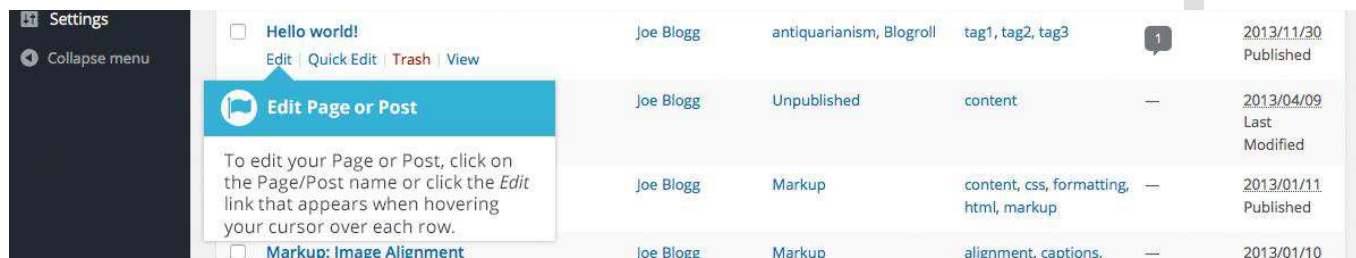 Settings
Collapse menu
Hello world!
Edit | Quick Edit | Trash | View
Joe Blogg
antiquarianism, Blogroll
tag1, tag2, tag3
1
2013/11/30
Published
Edit Page or Post
To edit your Page or Post, click on
the Page/Post name or click the Edit
link that appears when hovering
your cursor over each row.
Joe Blogg
Unpublished
content
—
2013/04/09
Last
Modified
Joe Blogg
Markup
content, css, formatting,
html, markup
—
2013/01/11
Published
Markup: Image Alignment
Joe Blogg
Markup
alignment, captions,
—
2013/01/10